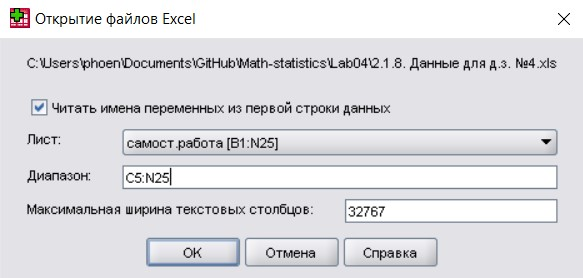 Открытие файлов Excel
C:\Users\phoen\Documents\GitHub\Math-statistics\Lab04\2.1.8. Данные для д.з. №4.xls
Читать имена переменных из первой строки данных
Лист: самост.работа [B1:N25]
Диапазон: C5:N25
Максимальная ширина текстовых столбцов: 32767
ОК Отмена Справка